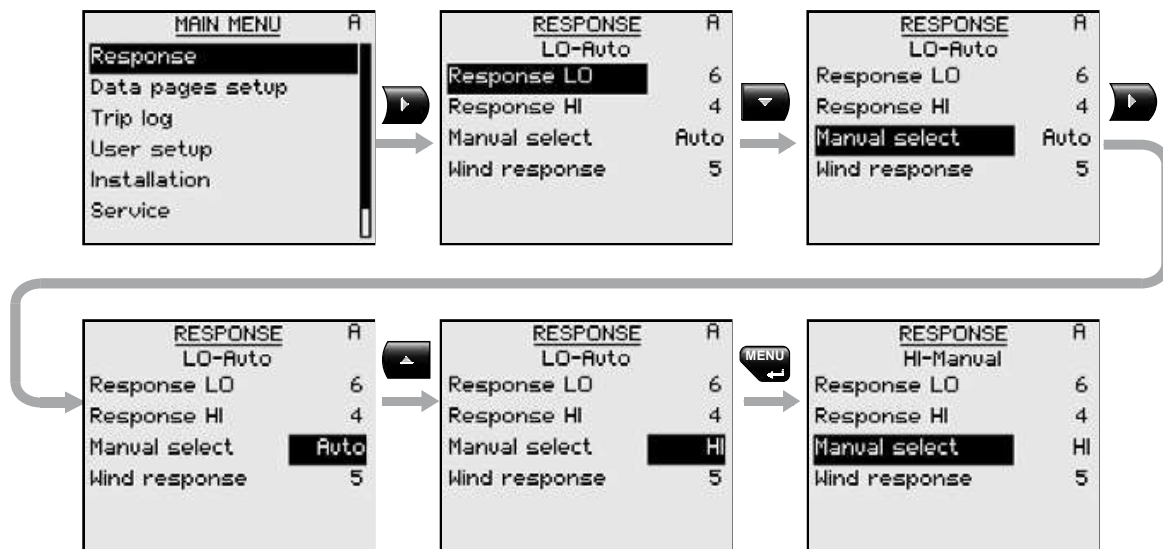 MAIN MENU A
Response
Data pages setup
Trip log
User setup
Installation
Service
RESPONSE A
LO-Auto
Response LO 6
Response HI 4
Manual select Auto
Wind response 5
RESPONSE A
LO-Auto
Response LO 6
Response HI 4
Manual select Auto
Wind response 5
RESPONSE A
LO-Auto
Response LO 6
Response HI 4
Manual select Auto
Wind response 5
RESPONSE A
LO-Auto
Response LO 6
Response HI 4
Manual select HI
Wind response 5
MENU
RESPONSE A
HI-Manual
Response LO 6
Response HI 4
Manual select HI
Wind response 5